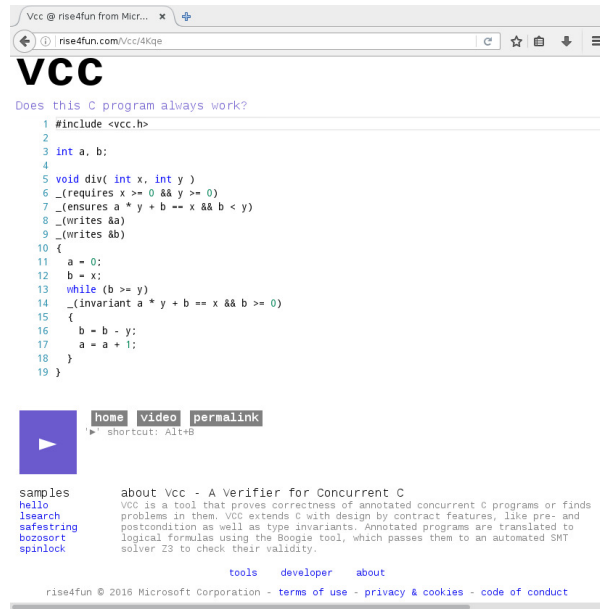 Vcc @ rise4fun from Micr...
rise4fun.com/Vcc/4Kqe
VCC
Does this C program always work?
1 #include <vcc.h>
2
3 int a, b;
4
5 void div( int x, int y )
6 _(requires x >= 0 && y >= 0)
7 _(ensures a * y + b == x && b < y)
8 _(writes &a)
9 _(writes &b)
10 {
11 a = 0;
12 b = x;
13 while (b >= y)
14 _(invariant a * y + b == x && b >= 0)
15 {
16 b = b - y;
17 a = a + 1;
18 }
19 }
home video permalink
'►' shortcut: Alt+B
samples
hello
lsearch
safestring
bozosort
spinlock
about Vcc - A Verifier for Concurrent C
VCC is a tool that proves correctness of annotated concurrent C programs or finds
problems in them. VCC extends C with design by contract features, like pre- and
postcondition as well as type invariants. Annotated programs are translated to
logical formulas using the Boogie tool, which passes them to an automated SMT
solver Z3 to check their validity.
tools developer about
rise4fun © 2016 Microsoft Corporation - terms of use - privacy & cookies - code of conduct